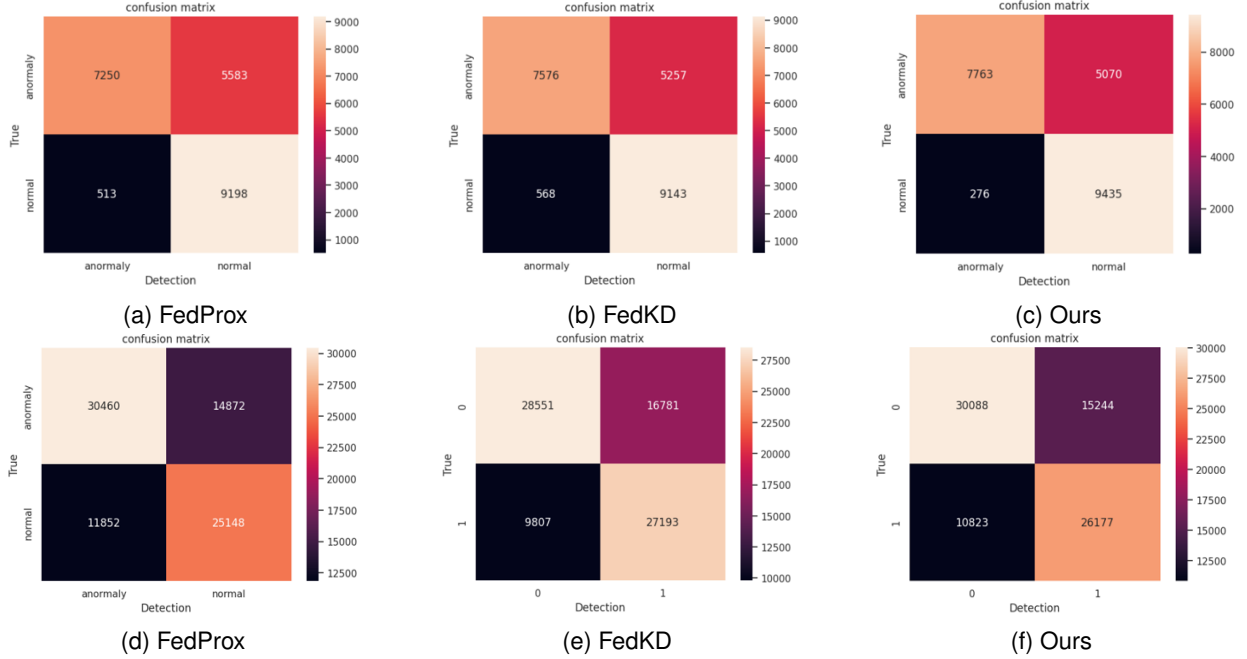 confusion matrix
anormaly
normal
True
7250
5583
513
9198
anormaly
normal
Detection
9000
8000
7000
6000
5000
4000
3000
2000
1000
(a) FedProx
confusion matrix
anormaly
normal
True
7576
5257
568
9143
anormaly
normal
Detection
9000
8000
7000
6000
5000
4000
3000
2000
1000
(b) FedKD
confusion matrix
anormaly
normal
True
7763
5070
276
9435
anormaly
normal
Detection
8000
6000
4000
2000
(c) Ours
confusion matrix
anormaly
normal
True
30460
14872
11852
25148
anormaly
normal
Detection
30000
27500
25000
22500
20000
17500
15000
12500
(d) FedProx
confusion matrix
0
1
True
28551
16781
9807
27193
0
1
Detection
27500
25000
22500
20000
17500
15000
12500
10000
(e) FedKD
confusion matrix
0
1
True
30088
15244
10823
26177
0
1
Detection
30000
27500
25000
22500
20000
17500
15000
12500
(f) Ours